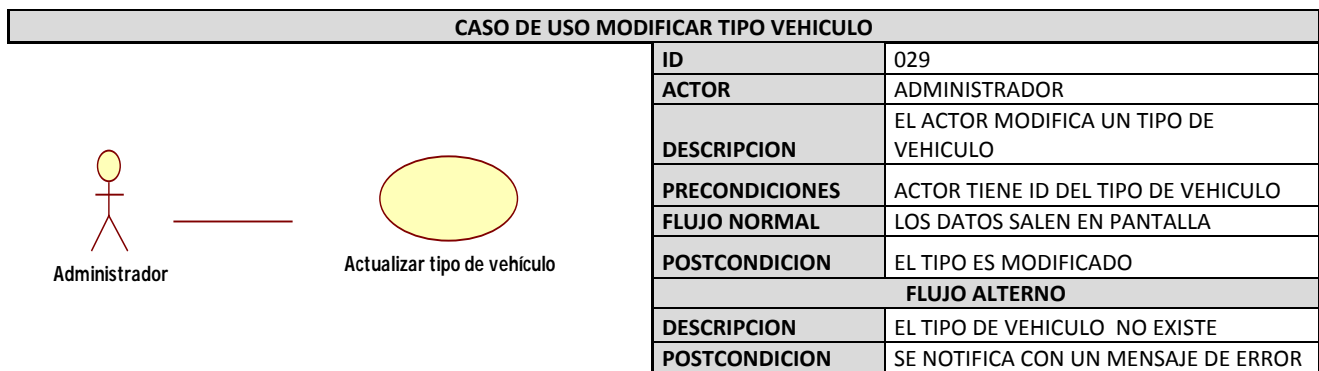 CASO DE USO MODIFICAR TIPO VEHICULO
ID 029
ACTOR ADMINISTRADOR
DESCRIPCION EL ACTOR MODIFICA UN TIPO DE
VEHICULO
PRECONDICIONES ACTOR TIENE ID DEL TIPO DE VEHICULO
FLUJO NORMAL LOS DATOS SALEN EN PANTALLA
POSTCONDICION EL TIPO ES MODIFICADO
FLUJO ALTERNO
DESCRIPCION EL TIPO DE VEHICULO NO EXISTE
POSTCONDICION SE NOTIFICA CON UN MENSAJE DE ERROR
Administrador
Actualizar tipo de vehículo